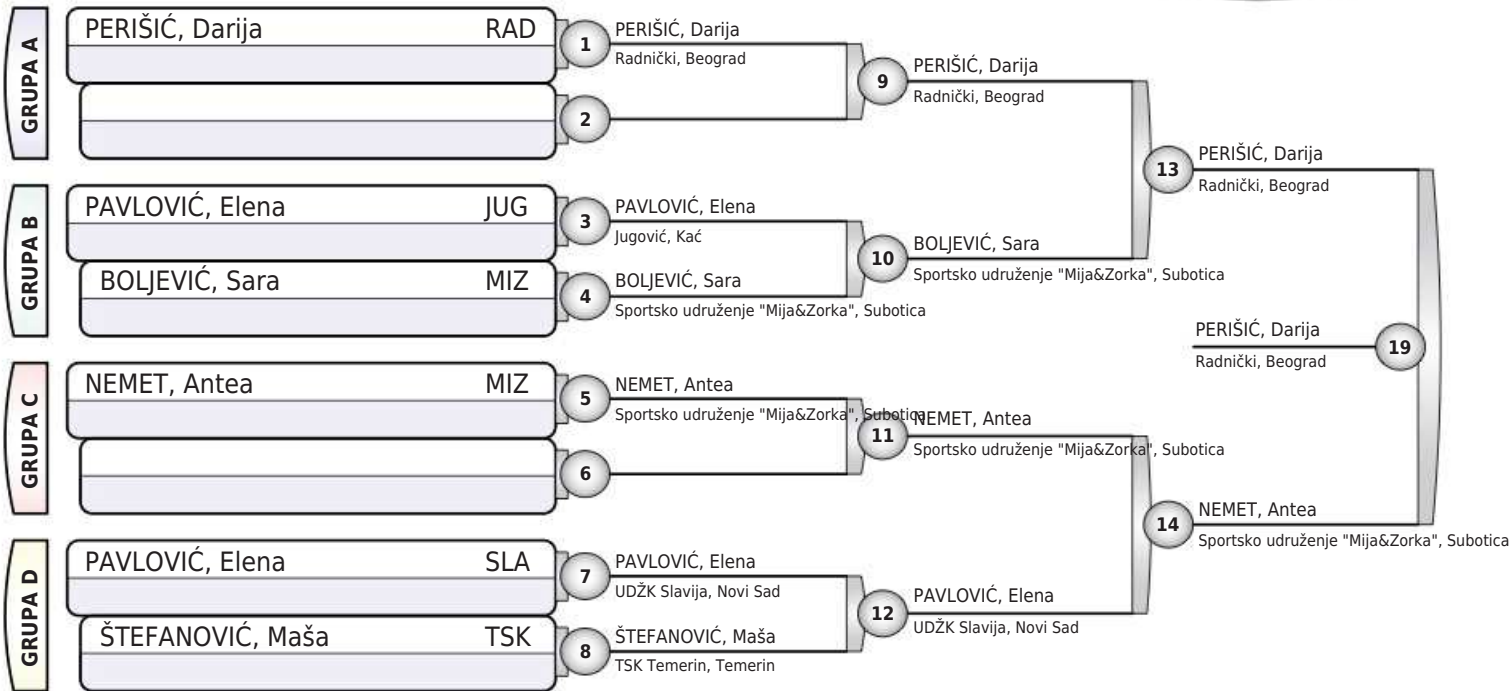 GRUPA A
PERIŠIĆ, Darija RAD
1
PERIŠIĆ, Darija
Radnički, Beograd
2
9
PERIŠIĆ, Darija
Radnički, Beograd
GRUPA B
PAVLOVIĆ, Elena JUG
3
PAVLOVIĆ, Elena
Jugović, Kać
BOLJEVIĆ, Sara MIZ
4
BOLJEVIĆ, Sara
Sportsko udruženje "Mija&Zorka", Subotica
10
BOLJEVIĆ, Sara
Sportsko udruženje "Mija&Zorka", Subotica
13
PERIŠIĆ, Darija
Radnički, Beograd
GRUPA C
NEMET, Antea MIZ
5
NEMET, Antea
Sportsko udruženje "Mija&Zorka", Subotica
6
11
NEMET, Antea
Sportsko udruženje "Mija&Zorka", Subotica
GRUPA D
PAVLOVIĆ, Elena SLA
7
PAVLOVIĆ, Elena
UDŽK Slavija, Novi Sad
ŠTEFANOVIĆ, Maša TSK
8
ŠTEFANOVIĆ, Maša
TSK Temerin, Temerin
12
PAVLOVIĆ, Elena
UDŽK Slavija, Novi Sad
14
NEMET, Antea
Sportsko udruženje "Mija&Zorka", Subotica
PERIŠIĆ, Darija
Radnički, Beograd
19